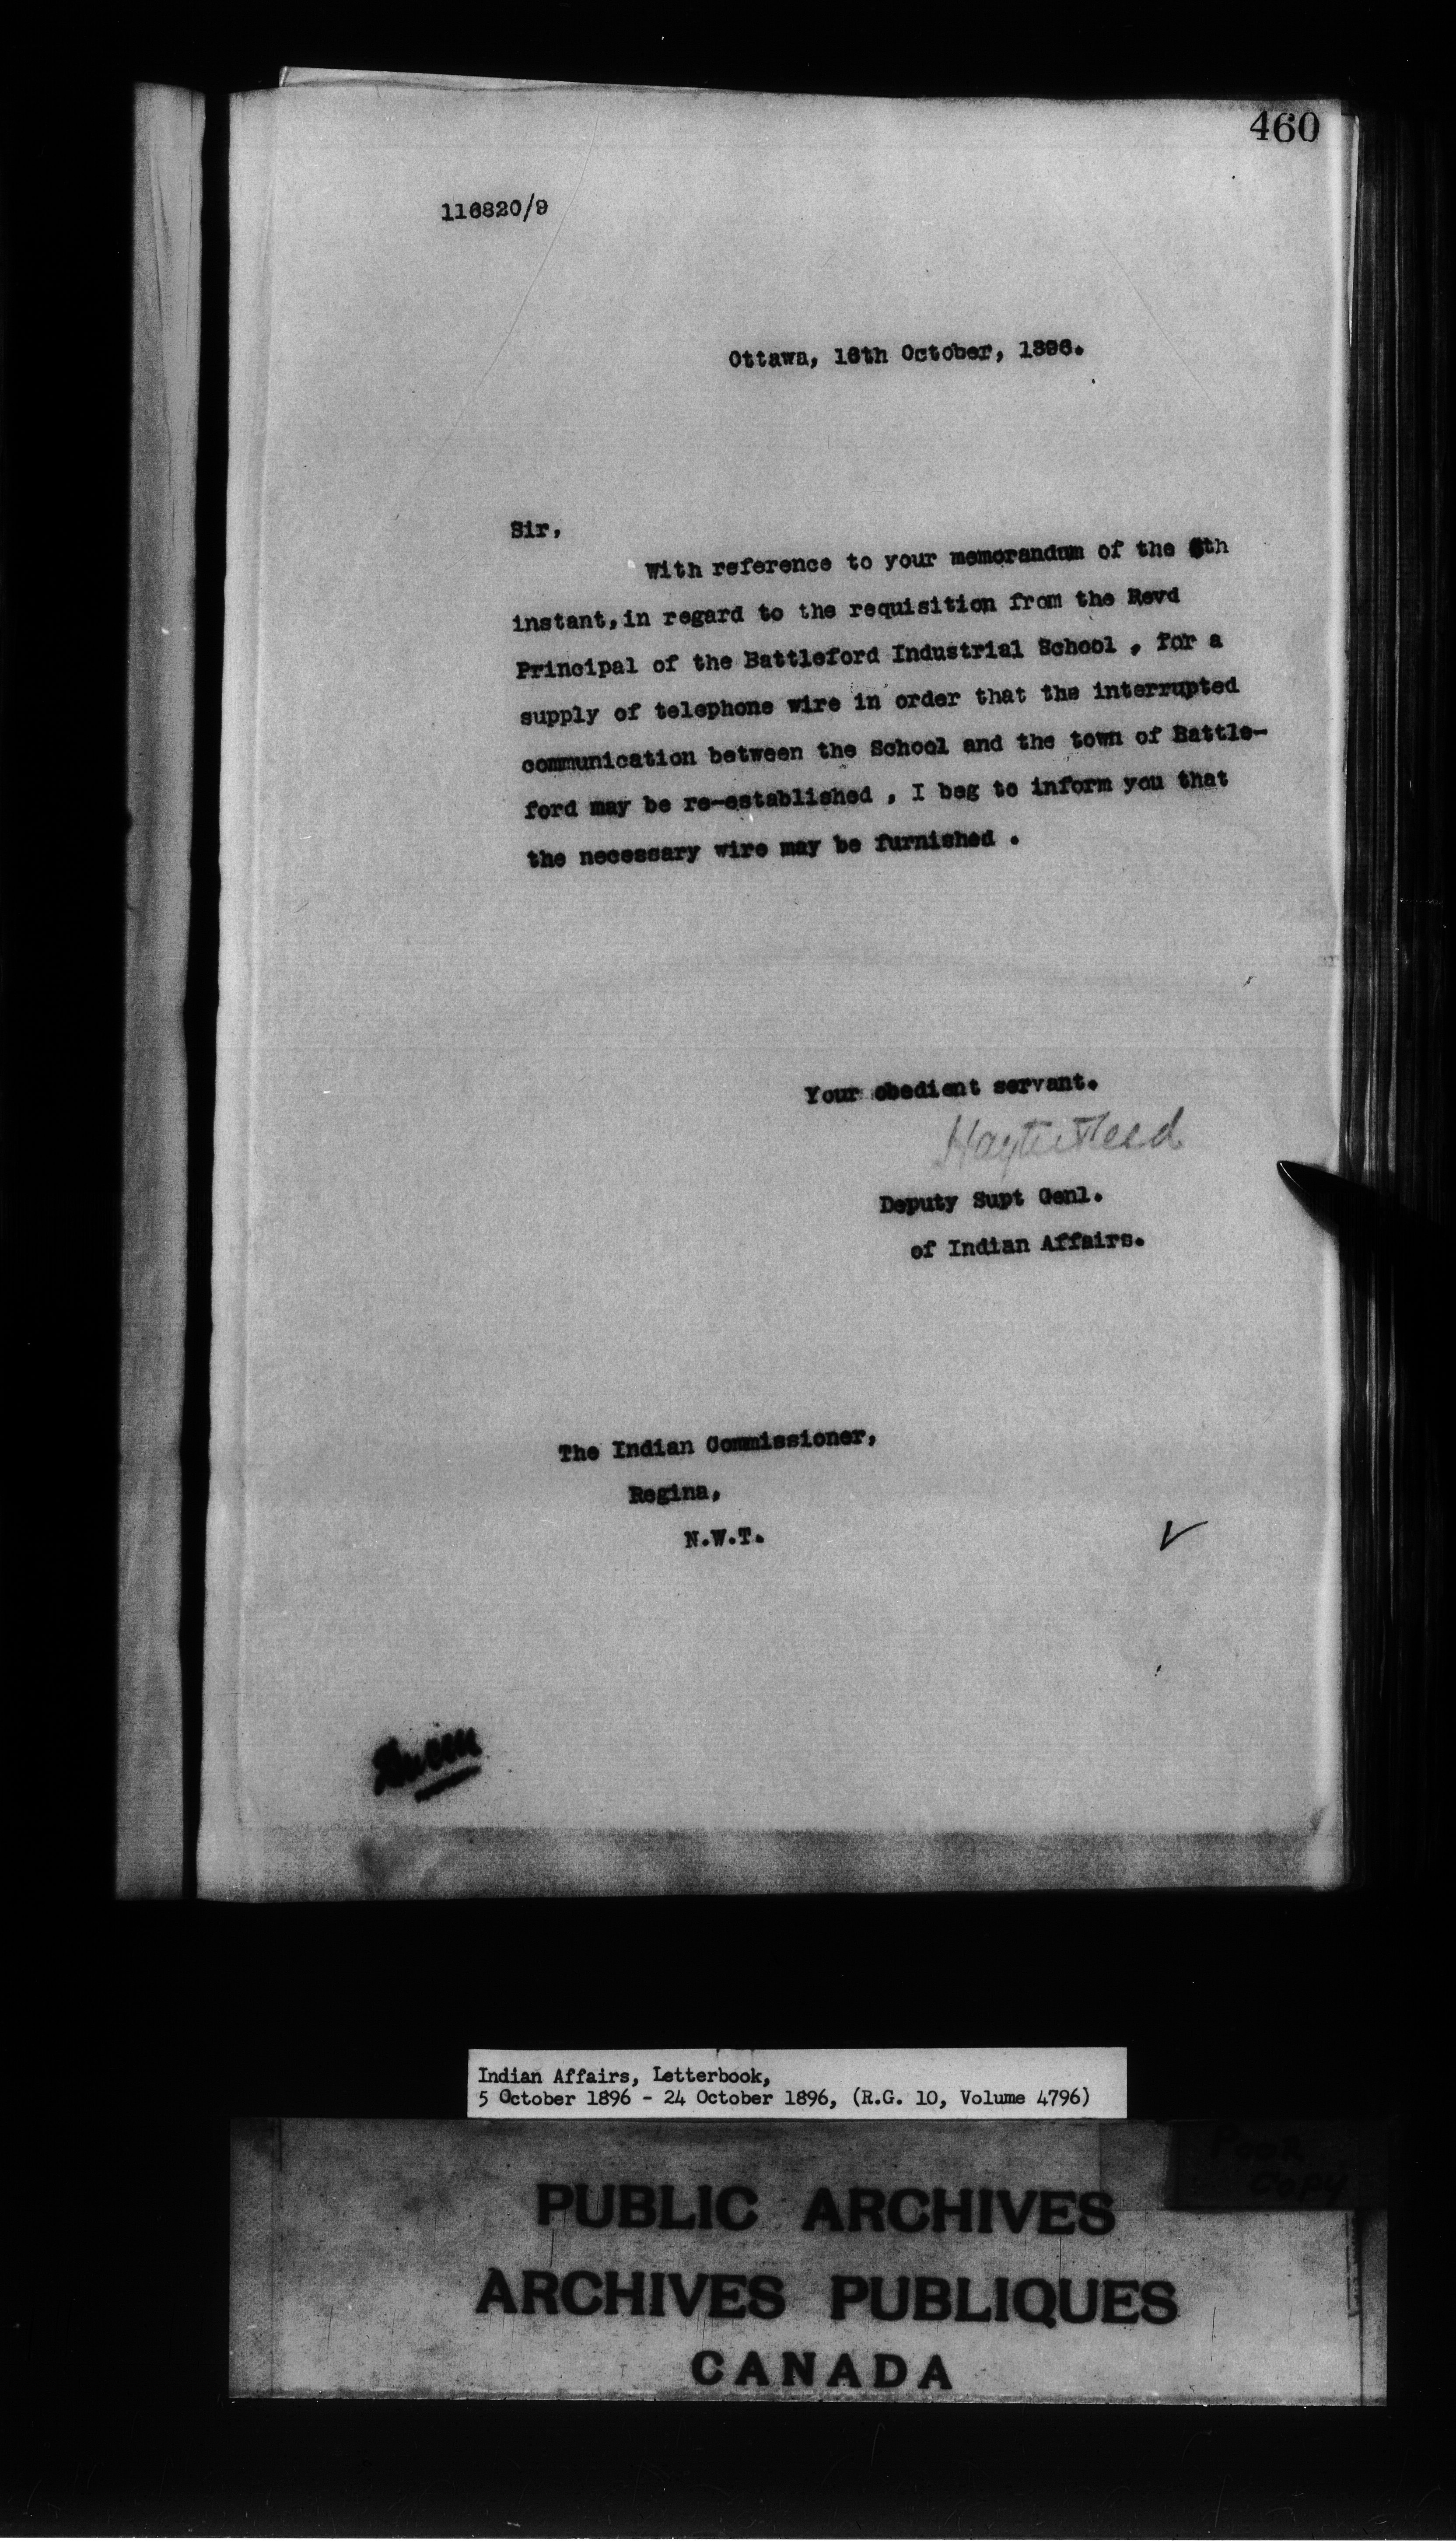 460
116820/9
Ottawa, 16th October, 1896.
Sir,
With reference to your memorandum of the th
instant, in regard to the requisition from the Revd
Principal of the Battleford Industrial School , for a
supply of telephone wire in order that the interrupted
communication between the School and the town of Battle-
ford may be re-established , I beg to inform you that
the necessary wire may be furnished .
Your obedient servant.
Hayter Reed
Deputy Supt Genl.
of Indian Affairs.
The Indian Commissioner,
Regina,
N.W.T.
Indian Affairs, Letterbook,
5 October 1896 - 24 October 1896, (R.G. 10, Volume 4796)
Poor
Copy
PUBLIC ARCHIVES
ARCHIVES PUBLIQUES
CANADA